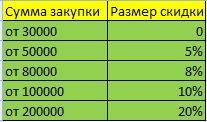 Сумма закупки Размер скидки
от 30000 0
от 50000 5%
от 80000 8%
от 100000 10%
от 200000 20%